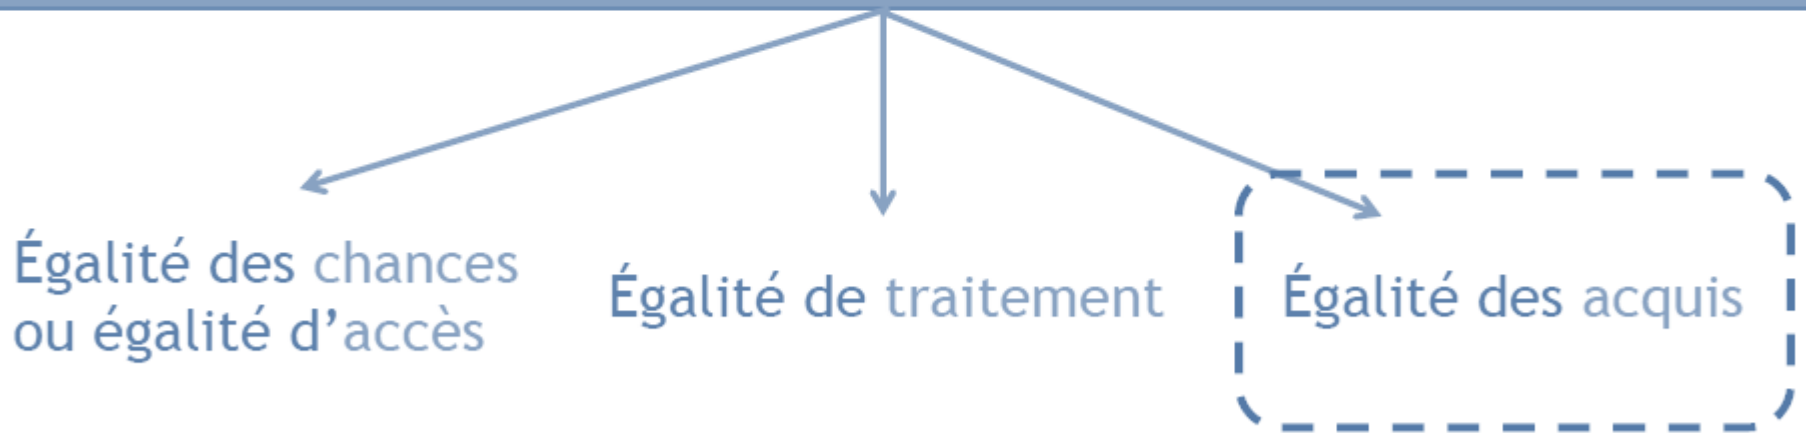 Égalité des chances
ou égalité d’accès
Égalité de traitement
Égalité des acquis